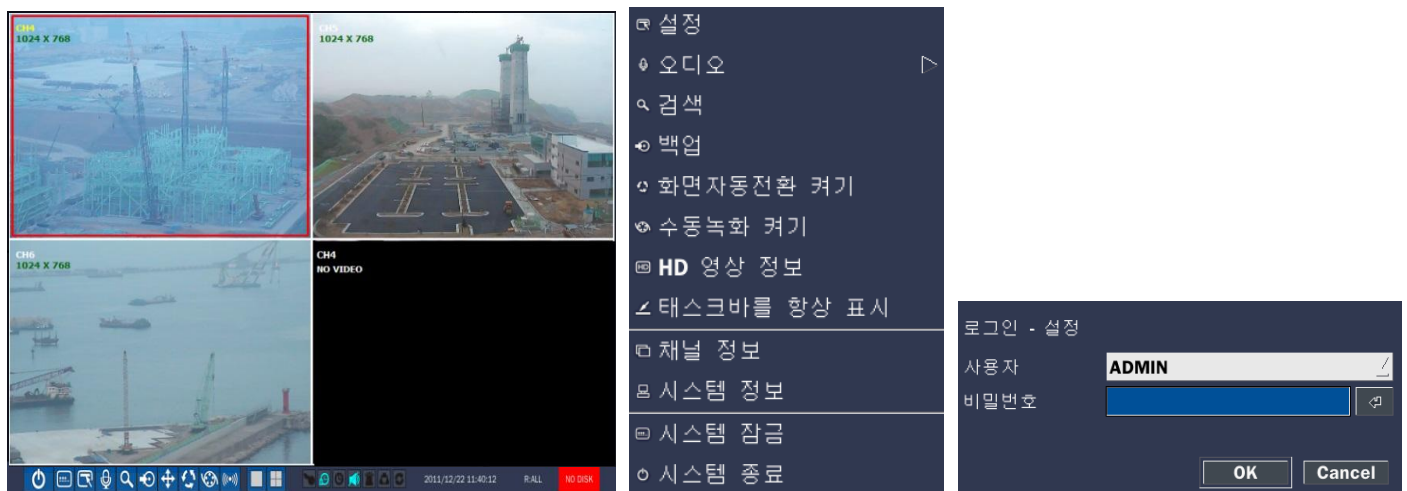 CH4
1024 X 768
CH5
1024 X 768
CH6
1024 X 768
CH4
NO VIDEO
2011/12/22 11:40:12
R:ALL
NO DISK
설정
오디오
검색
백업
화면자동전환 켜기
수동녹화 켜기
HD 영상 정보
태스크바를 항상 표시
채널 정보
시스템 정보
시스템 잠금
시스템 종료
로그인 - 설정
사용자
ADMIN
비밀번호
OK
Cancel